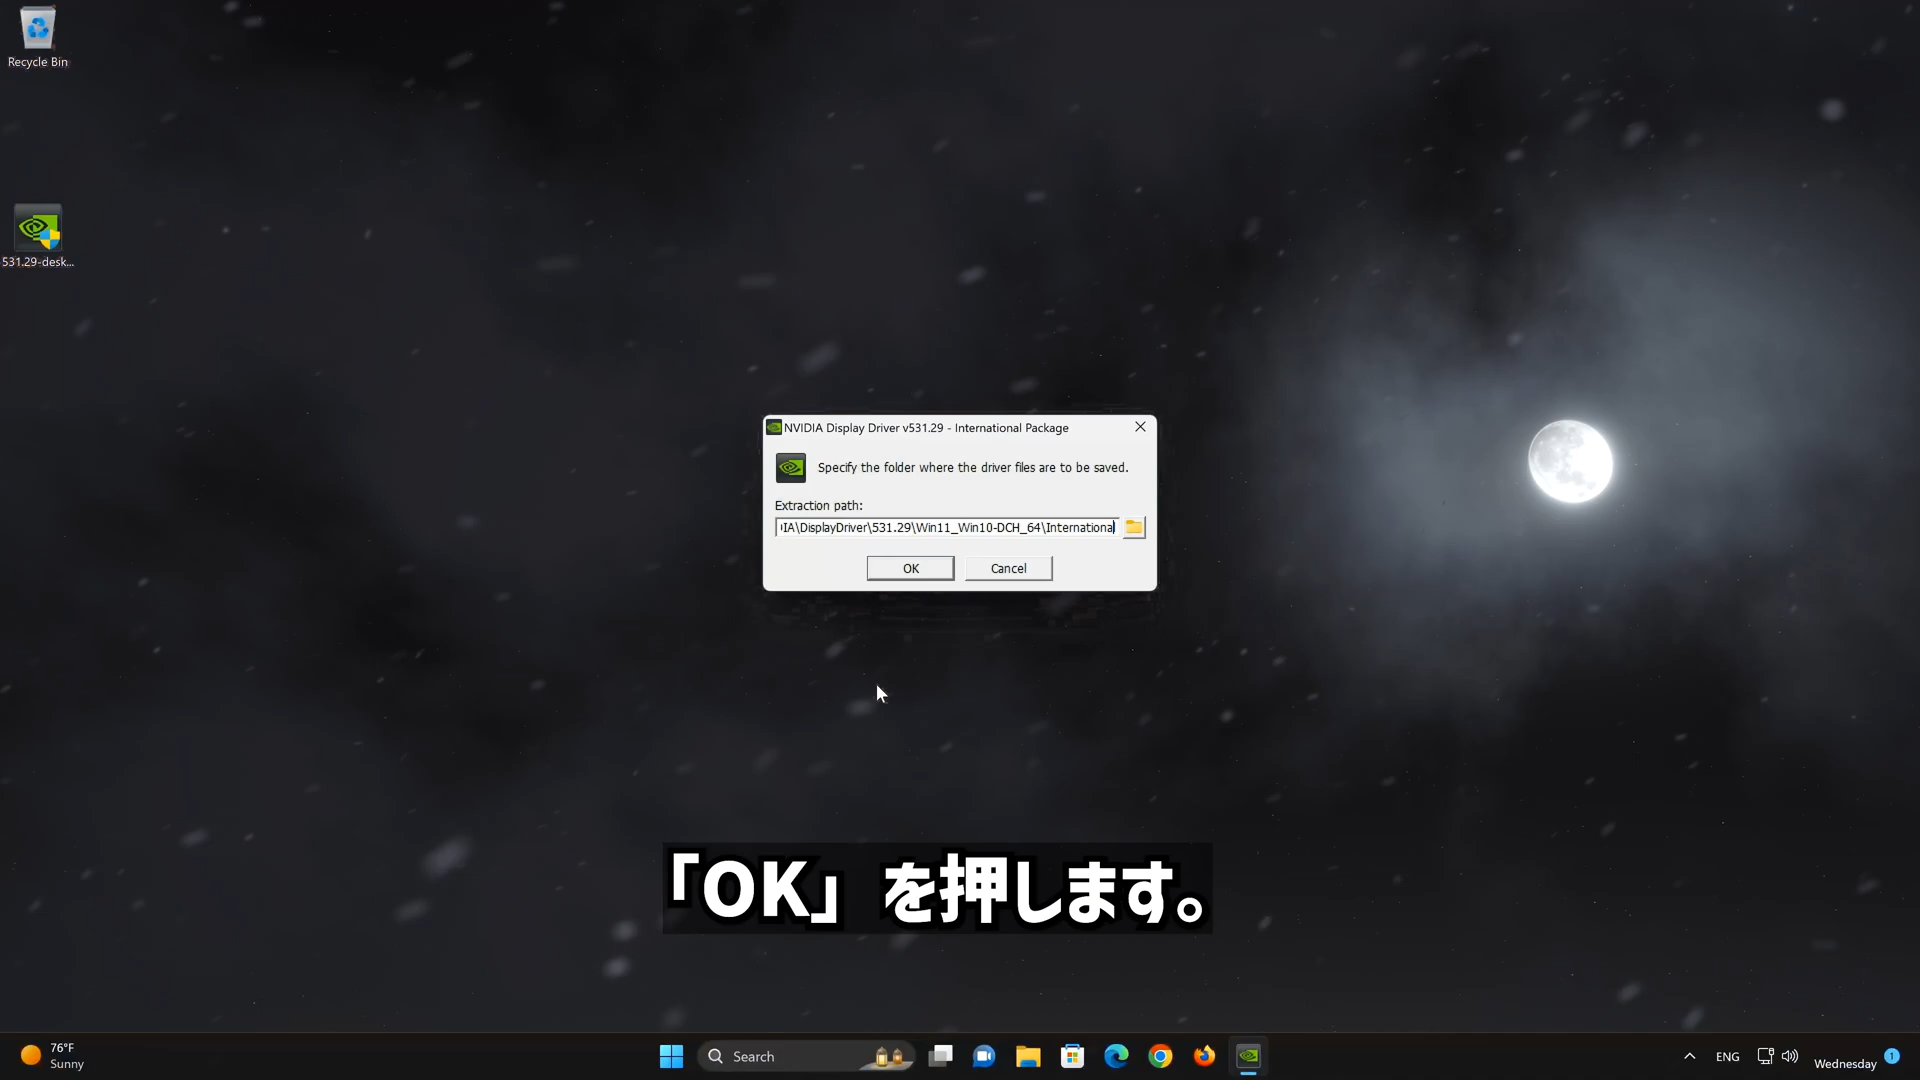 Recycle Bin
531.29-desk...
NVIDIA Display Driver v531.29 - International Package
Specify the folder where the driver files are to be saved.
Extraction path:
IA\DisplayDriver\531.29\Win11_Win10-DCH_64\International
OK
Cancel
「OK」を押します。
76°F
Sunny
Search
ENG
Wednesday
1